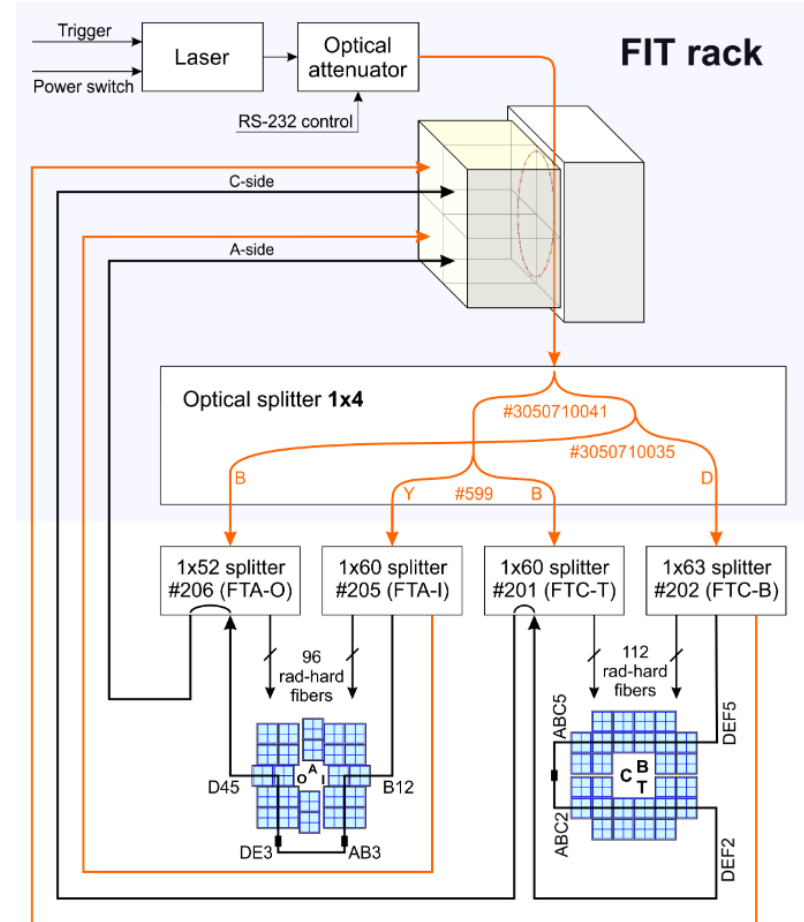 Trigger
Power switch
Laser
Optical
attenuator
FIT rack
RS-232 control
C-side
A-side
Optical splitter 1x4
#3050710041
#3050710035
B
Y
#599
B
D
1x52 splitter
#206 (FTA-O)
1x60 splitter
#205 (FTA-I)
1x60 splitter
#201 (FTC-T)
1x63 splitter
#202 (FTC-B)
96
rad-hard
fibers
112
rad-hard
fibers
ABC5
DEF5
A
O
I
C
B
T
D45
B12
DE3
AB3
ABC2
DEF2